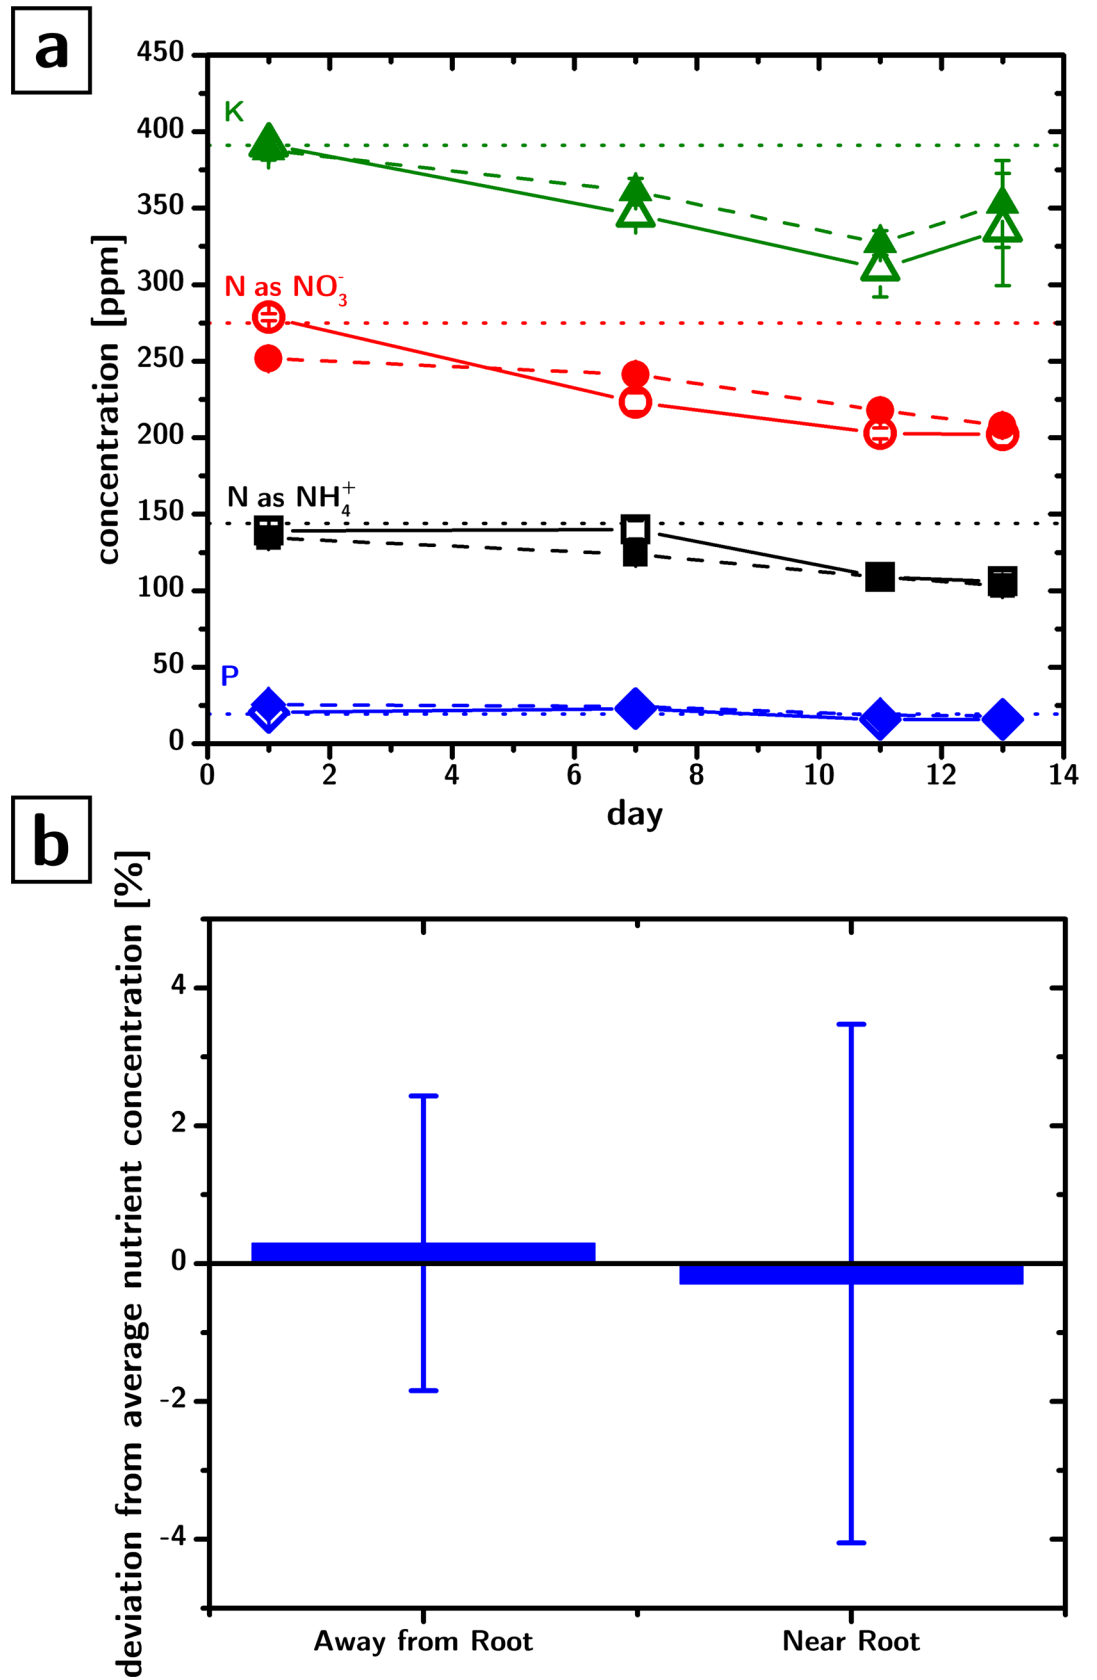 a
450
400
350
300
250
200
150
100
50
0
concentration [ppm]
K
N as NO₃⁻
N as NH₄⁺
P
0 2 4 6 8 10 12 14
day
b
deviation from average nutrient concentration [%]
4
2
0
-2
-4
Away from Root Near Root